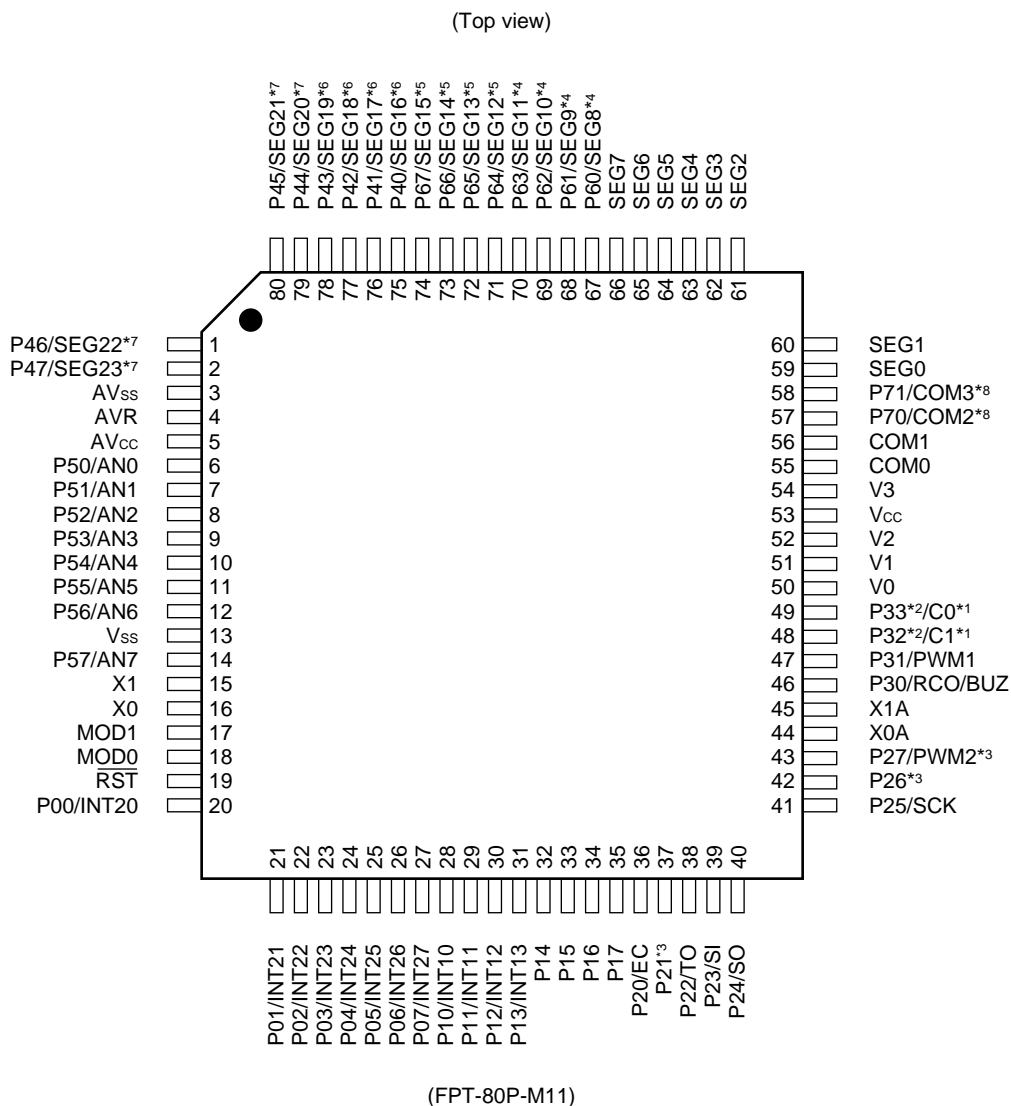 (Top view)
P45/SEG21*7
P44/SEG20*7
P43/SEG19*6
P42/SEG18*6
P41/SEG17*6
P40/SEG16*6
P67/SEG15*5
P66/SEG14*5
P65/SEG13*5
P64/SEG12*5
P63/SEG11*4
P62/SEG10*4
P61/SEG9*4
P60/SEG8*4
SEG7
SEG6
SEG5
SEG4
SEG3
SEG2
80 79 78 77 76 75 74 73 72 71 70 69 68 67 66 65 64 63 62 61
P46/SEG22*7 1
P47/SEG23*7 2
AVss 3
AVR 4
AVcc 5
P50/AN0 6
P51/AN1 7
P52/AN2 8
P53/AN3 9
P54/AN4 10
P55/AN5 11
P56/AN6 12
Vss 13
P57/AN7 14
X1 15
X0 16
MOD1 17
MOD0 18
RST 19
P00/INT20 20
60 SEG1
59 SEG0
58 P71/COM3*8
57 P70/COM2*8
56 COM1
55 COM0
54 V3
53 Vcc
52 V2
51 V1
50 V0
49 P33*2/C0*1
48 P32*2/C1*1
47 P31/PWM1
46 P30/RCO/BUZ
45 X1A
44 X0A
43 P27/PWM2*3
42 P26*3
41 P25/SCK
21 22 23 24 25 26 27 28 29 30 31 32 33 34 35 36 37 38 39 40
P01/INT21
P02/INT22
P03/INT23
P04/INT24
P05/INT25
P06/INT26
P07/INT27
P10/INT10
P11/INT11
P12/INT12
P13/INT13
P14
P15
P16
P17
P20/EC
P21*3
P22/TO
P23/SI
P24/SO
(FPT-80P-M11)